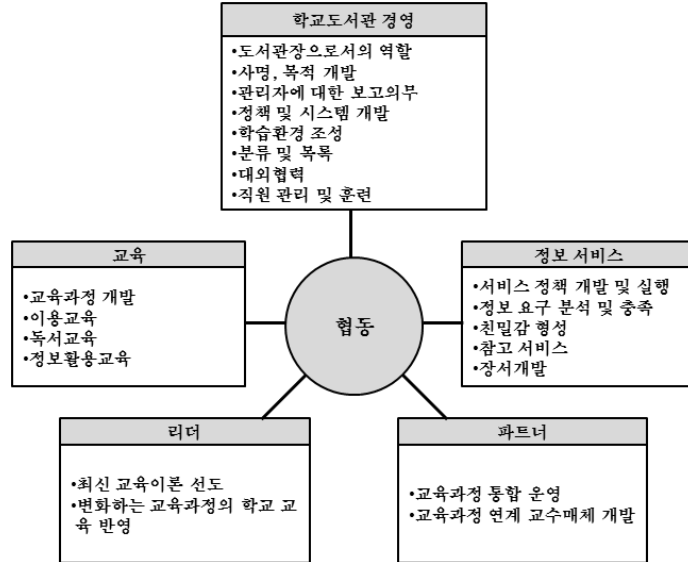 학교도서관 경영
•도서관장으로서의 역할
•사명, 목적 개발
•관리자에 대한 보고의무
•정책 및 시스템 개발
•학습환경 조성
•분류 및 목록
•대외협력
•직원 관리 및 훈련
교육
•교육과정 개발
•이용교육
•독서교육
•정보활용교육
협동
정보 서비스
•서비스 정책 개발 및 실행
•정보 요구 분석 및 충족
•친밀감 형성
•참고 서비스
•장서개발
리더
•최신 교육이론 선도
•변화하는 교육과정의 학교 교
육 반영
파트너
•교육과정 통합 운영
•교육과정 연계 교수매체 개발